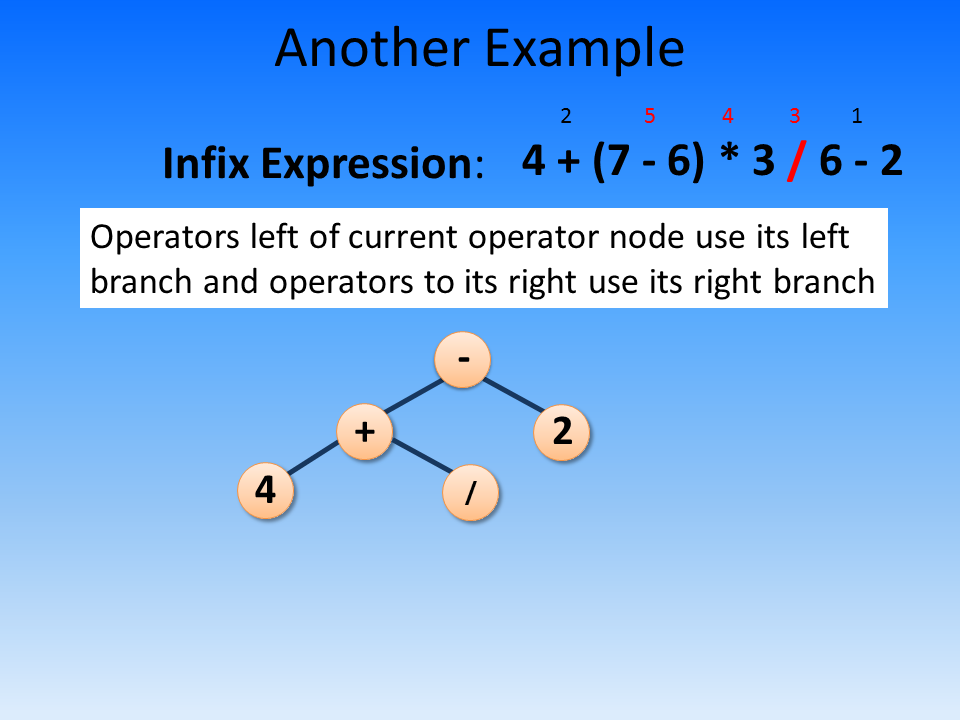 Another Example
2 5 4 3 1
Infix Expression: 4 + (7 - 6) * 3 / 6 - 2
Operators left of current operator node use its left
branch and operators to its right use its right branch
-
+ 2
4 /